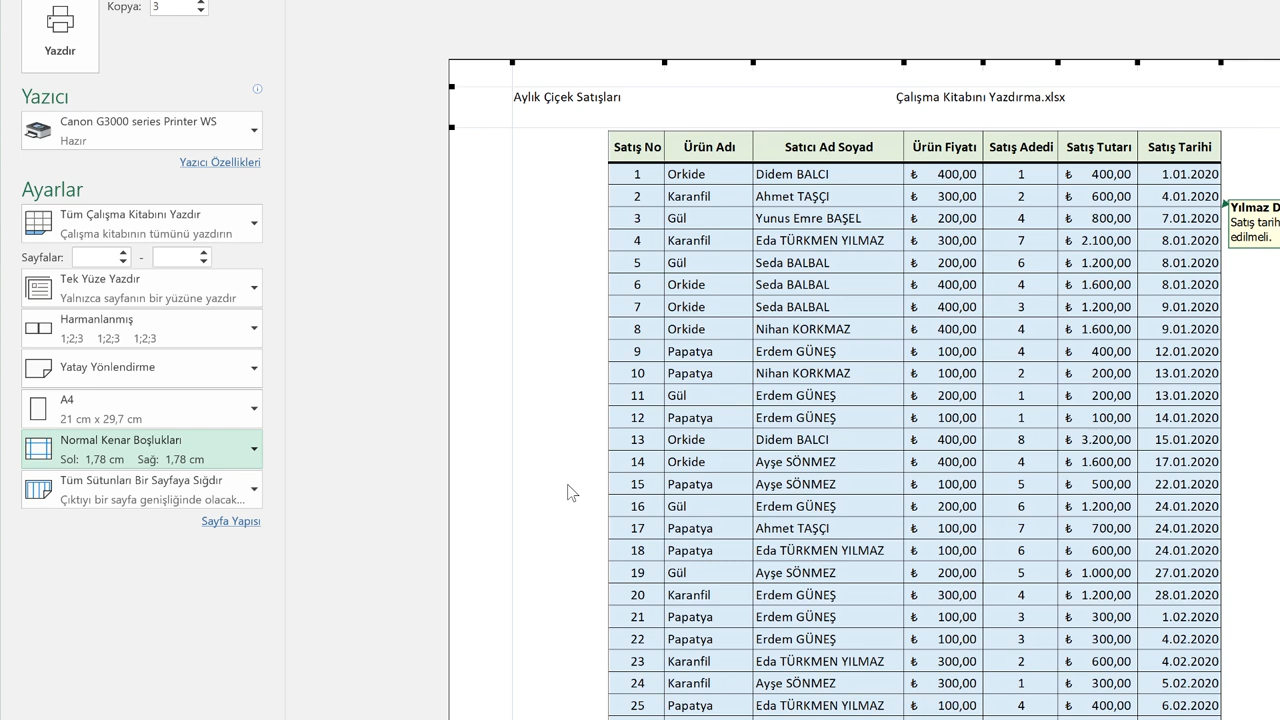 Kopya: 3
Yazdır
Yazıcı
Canon G3000 series Printer WS
Hazır
Yazıcı Özellikleri
Ayarlar
Tüm Çalışma Kitabını Yazdır
Çalışma kitabının tümünü yazdırın
Sayfalar: -
Tek Yüze Yazdır
Yalnızca sayfanın bir yüzüne yazdır
Harmanlanmış
1;2;3 1;2;3 1;2;3
Yatay Yönlendirme
A4
21 cm x 29,7 cm
Normal Kenar Boşlukları
Sol: 1,78 cm Sağ: 1,78 cm
Tüm Sütunları Bir Sayfaya Sığdır
Çıktıyı bir sayfa genişliğinde olacak...
Sayfa Yapısı
Aylık Çiçek Satışları Çalışma Kitabını Yazdırma.xlsx
Satış No Ürün Adı Satıcı Ad Soyad Ürün Fiyatı Satış Adedi Satış Tutarı Satış Tarihi
1 Orkide Didem BALCI ₺ 400,00 1 ₺ 400,00 1.01.2020
2 Karanfil Ahmet TAŞÇI ₺ 300,00 2 ₺ 600,00 4.01.2020
3 Gül Yunus Emre BAŞEL ₺ 200,00 4 ₺ 800,00 7.01.2020
4 Karanfil Eda TÜRKMEN YILMAZ ₺ 300,00 7 ₺ 2.100,00 8.01.2020
5 Gül Seda BALBAL ₺ 200,00 6 ₺ 1.200,00 8.01.2020
6 Orkide Seda BALBAL ₺ 400,00 4 ₺ 1.600,00 8.01.2020
7 Orkide Seda BALBAL ₺ 400,00 3 ₺ 1.200,00 9.01.2020
8 Orkide Nihan KORKMAZ ₺ 400,00 4 ₺ 1.600,00 9.01.2020
9 Papatya Erdem GÜNEŞ ₺ 100,00 4 ₺ 400,00 12.01.2020
10 Papatya Nihan KORKMAZ ₺ 100,00 2 ₺ 200,00 13.01.2020
11 Gül Erdem GÜNEŞ ₺ 200,00 1 ₺ 200,00 13.01.2020
12 Papatya Erdem GÜNEŞ ₺ 100,00 1 ₺ 100,00 14.01.2020
13 Orkide Didem BALCI ₺ 400,00 8 ₺ 3.200,00 15.01.2020
14 Orkide Ayşe SÖNMEZ ₺ 400,00 4 ₺ 1.600,00 17.01.2020
15 Papatya Ayşe SÖNMEZ ₺ 100,00 5 ₺ 500,00 22.01.2020
16 Gül Erdem GÜNEŞ ₺ 200,00 6 ₺ 1.200,00 24.01.2020
17 Papatya Ahmet TAŞÇI ₺ 100,00 7 ₺ 700,00 24.01.2020
18 Papatya Eda TÜRKMEN YILMAZ ₺ 100,00 6 ₺ 600,00 24.01.2020
19 Gül Ayşe SÖNMEZ ₺ 200,00 5 ₺ 1.000,00 27.01.2020
20 Karanfil Erdem GÜNEŞ ₺ 300,00 4 ₺ 1.200,00 28.01.2020
21 Papatya Erdem GÜNEŞ ₺ 100,00 3 ₺ 300,00 1.02.2020
22 Papatya Erdem GÜNEŞ ₺ 100,00 3 ₺ 300,00 4.02.2020
23 Karanfil Eda TÜRKMEN YILMAZ ₺ 300,00 2 ₺ 600,00 4.02.2020
24 Karanfil Ayşe SÖNMEZ ₺ 300,00 1 ₺ 300,00 5.02.2020
25 Papatya Eda TÜRKMEN YILMAZ ₺ 100,00 4 ₺ 400,00 6.02.2020
Yılmaz D
Satış tarih
edilmeli.